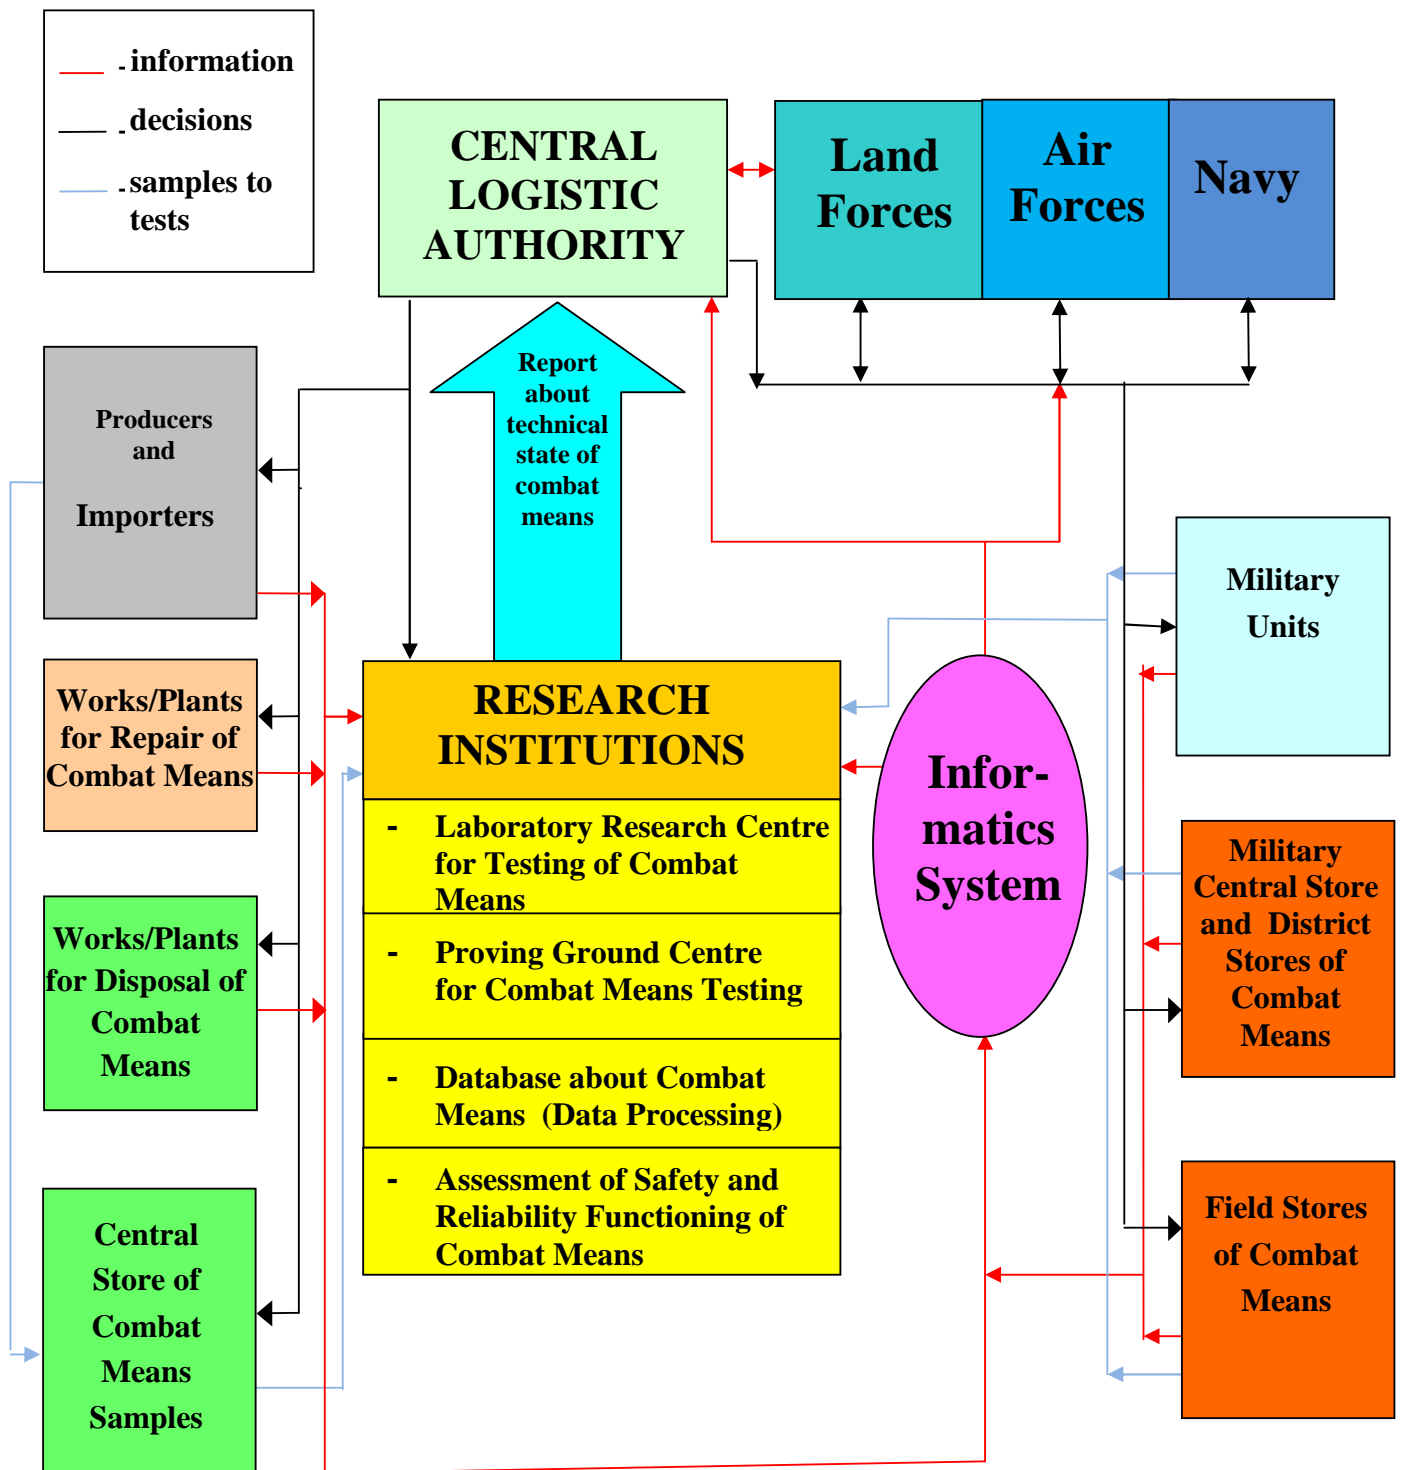 - information
- decisions
- samples to
tests
CENTRAL
LOGISTIC
AUTHORITY
Land
Forces
Air
Forces
Navy
Report
about
technical
state of
combat
means
Producers
and
Importers
Works/Plants
for Repair of
Combat Means
Works/Plants
for Disposal of
Combat
Means
Central
Store of
Combat
Means
Samples
RESEARCH
INSTITUTIONS
- Laboratory Research Centre
for Testing of Combat
Means
- Proving Ground Centre
for Combat Means Testing
- Database about Combat
Means (Data Processing)
- Assessment of Safety and
Reliability Functioning of
Combat Means
Infor-
matics
System
Military
Units
Military
Central Store
and District
Stores of
Combat
Means
Field Stores
of Combat
Means